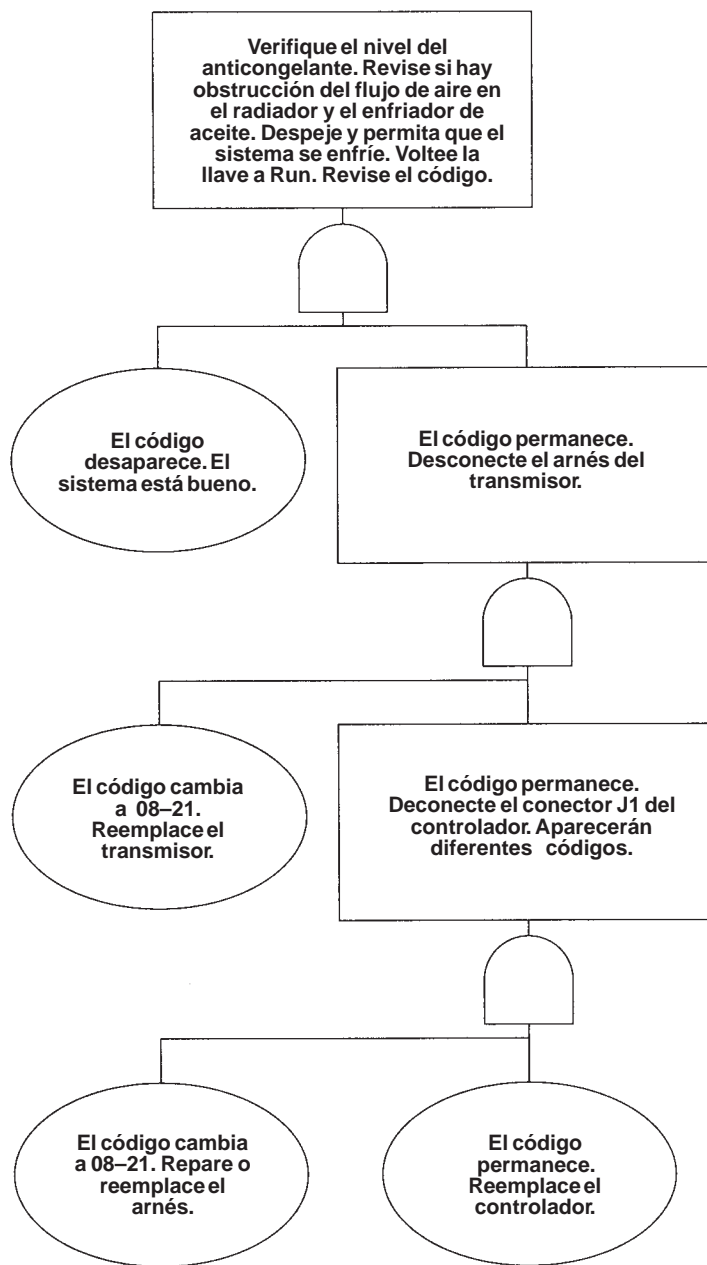 Verifique el nivel del
anticongelante. Revise si hay
obstrucción del flujo de aire en
el radiador y el enfriador de
aceite. Despeje y permita que el
sistema se enfríe. Voltee la
llave a Run. Revise el código.
El código
desaparece. El
sistema está bueno.
El código permanece.
Desconecte el arnés del
transmisor.
El código cambia
a 08–21.
Reemplace el
transmisor.
El código permanece.
Deconecte el conector J1 del
controlador. Aparecerán
diferentes códigos.
El código cambia
a 08–21. Repare o
reemplace el
arnés.
El código
permanece.
Reemplace el
controlador.